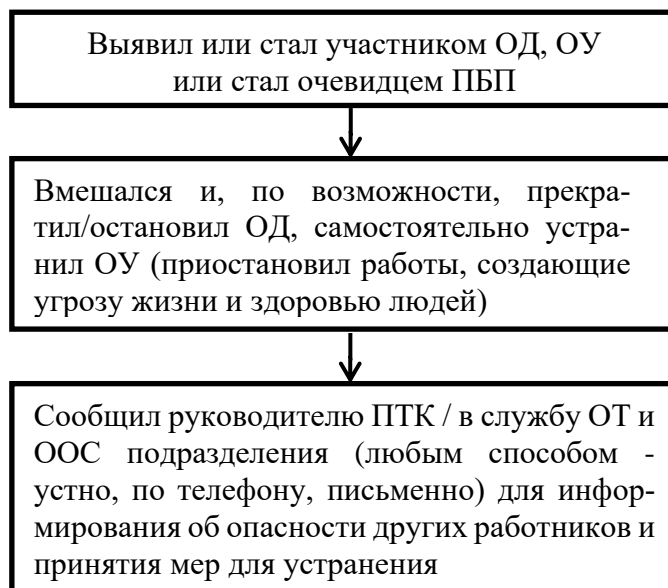 Выявил или стал участником ОД, ОУ
или стал очевидцем ПБП
Вмешался и, по возможности, прекра-
тил/остановил ОД, самостоятельно устра-
нил ОУ (приостановил работы, создающие
угрозу жизни и здоровью людей)
Сообщил руководителю ПТК / в службу ОТ и
ООС подразделения (любым способом -
устно, по телефону, письменно) для инфор-
мирования об опасности других работников и
принятия мер для устранения